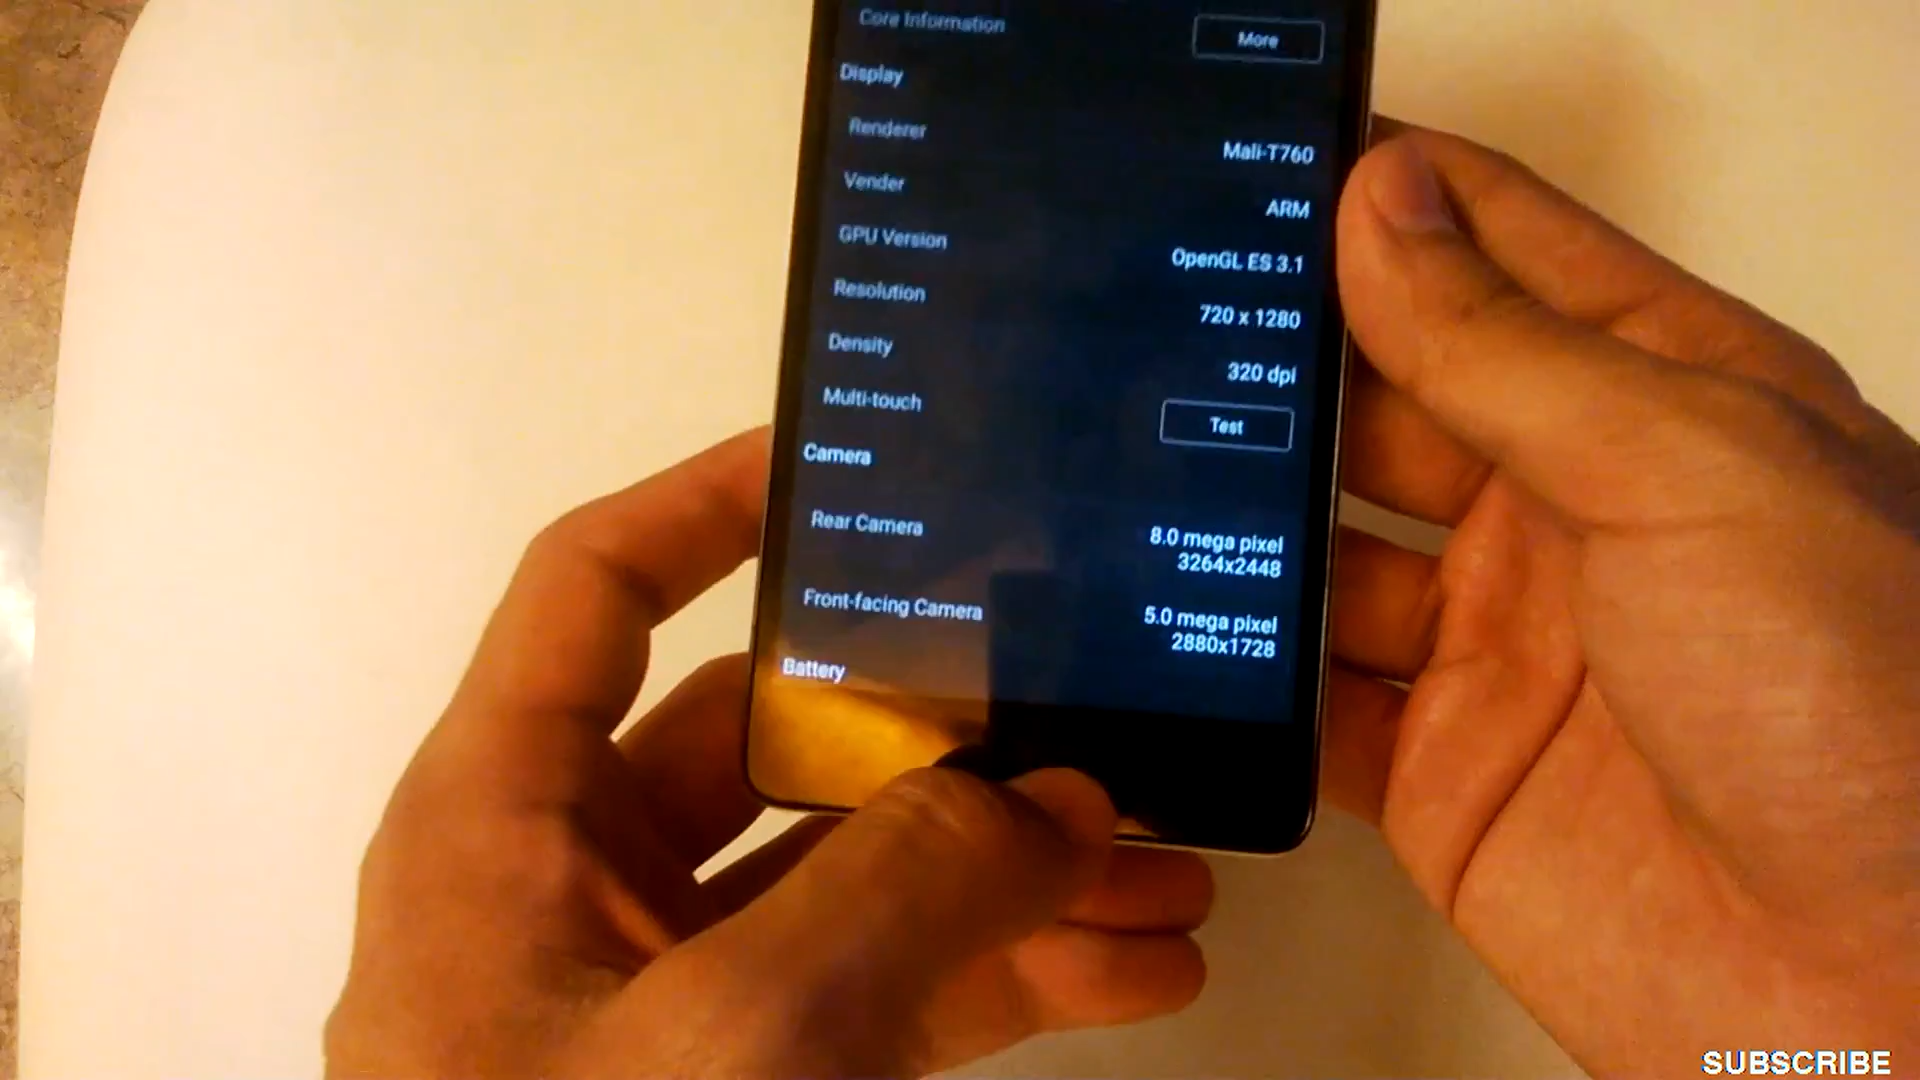 Core Information
More
Display
Renderer
Mali-T760
Vender
ARM
GPU Version
OpenGL ES 3.1
Resolution
720 x 1280
Density
320 dpi
Multi-touch
Test
Camera
Rear Camera
8.0 mega pixel
3264x2448
Front-facing Camera
5.0 mega pixel
2880x1728
Battery
SUBSCRIBE